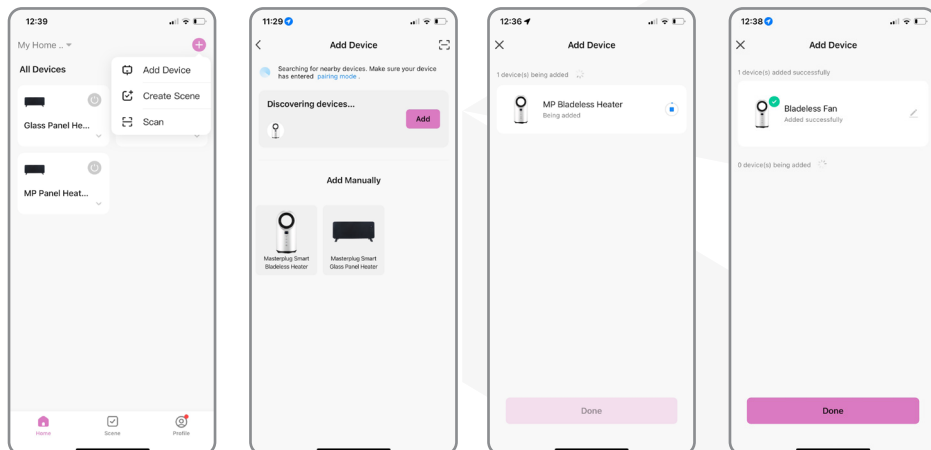 12:39
My Home ..
All Devices
Add Device
Create Scene
Scan
Glass Panel He...
MP Panel Heat...
Home
Scene
Profile
11:29
Add Device
Searching for nearby devices. Make sure your device
has entered pairing mode .
Discovering devices...
Add
Add Manually
Masterplug Smart
Bladeless Heater
Masterplug Smart
Glass Panel Heater
12:36
Add Device
1 device(s) being added
MP Bladeless Heater
Being added
Done
12:38
Add Device
1 device(s) added successfully
Bladeless Fan
Added successfully
0 device(s) being added
Done